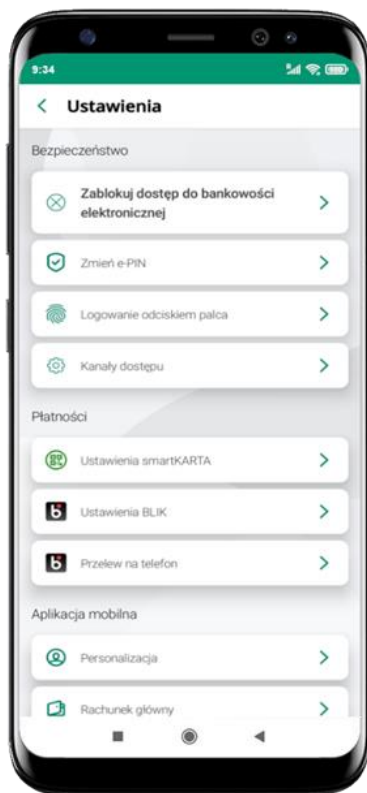 9:34
Ustawienia
Bezpieczeństwo
Zablokuj dostęp do bankowości
elektronicznej
Zmień e-PIN
Logowanie odciskiem palca
Kanały dostępu
Płatności
Ustawienia smartKARTA
Ustawienia BLIK
Przelew na telefon
Aplikacja mobilna
Personalizacja
Rachunek główny